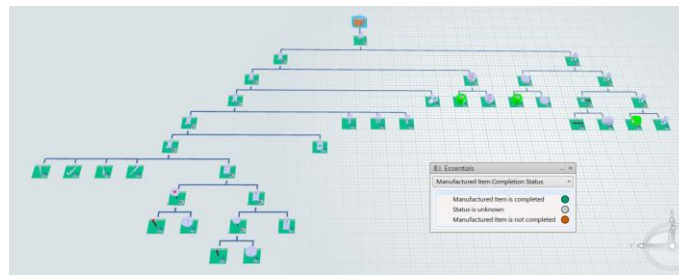 B.I. Essentials
Manufactured Item Completion Status
Manufactured Item is completed
Status is unknown
Manufactured Item is not completed